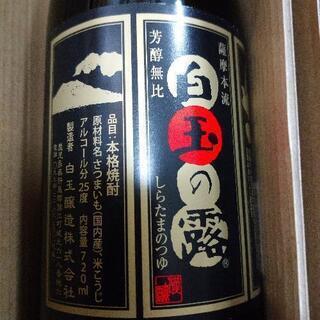 薩摩本流
白玉の露
®
しらたまのつゆ
芳醇無比
品目:本格焼酎
原材料名 さつまいも(国内産)、米こうじ
アルコール分25度 内容量720ml
製造者 白玉醸造株式会社